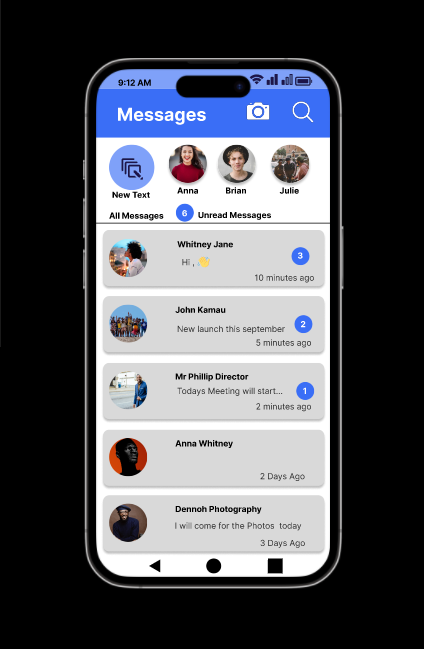 9:12 AM
Messages
New Text
Anna
Brian
Julie
All Messages
6
Unread Messages
Whitney Jane
Hi , 👋
3
10 minutes ago
John Kamau
New launch this september
2
5 minutes ago
Mr Phillip Director
Todays Meeting will start...
1
2 minutes ago
Anna Whitney
2 Days Ago
Dennoh Photography
I will come for the Photos today
3 Days Ago